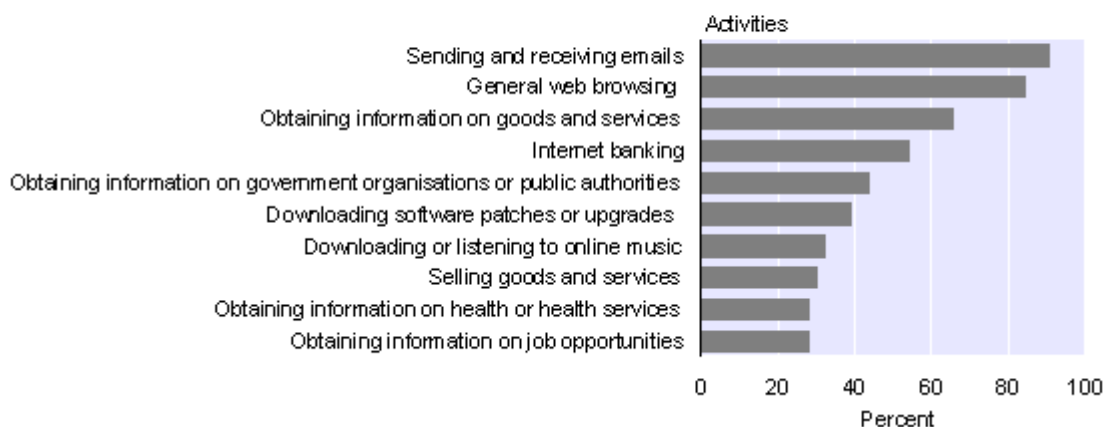 Activities
Sending and receiving emails
General web browsing
Obtaining information on goods and services
Internet banking
Obtaining information on government organisations or public authorities
Downloading software patches or upgrades
Downloading or listening to online music
Selling goods and services
Obtaining information on health or health services
Obtaining information on job opportunities
0 20 40 60 80 100
Percent